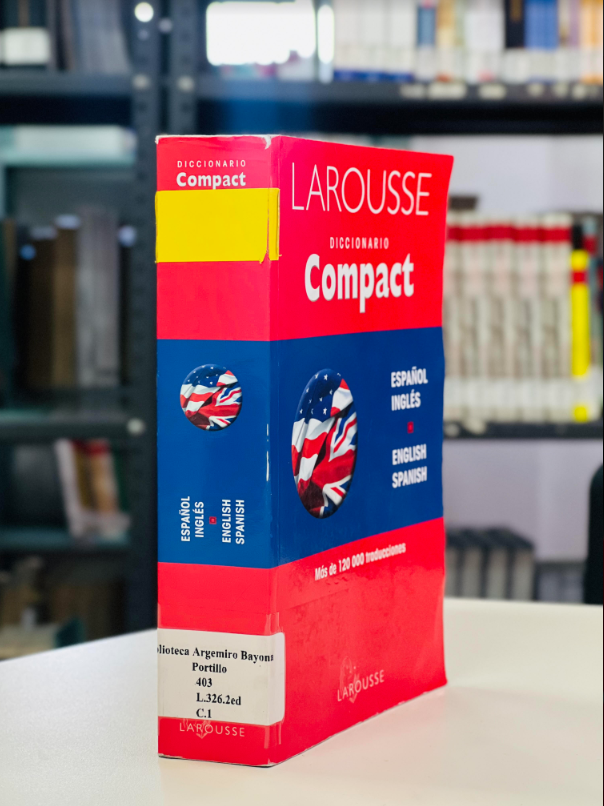 DICCIONARIO
Compact
ESPAÑOL
INGLÉS
ENGLISH
SPANISH
blioteca Argemiro Bayona
Portillo
403
L.326.2ed
C.1
LAROUSSE
LAROUSSE
DICCIONARIO
Compact
ESPAÑOL
INGLÉS
ENGLISH
SPANISH
Más de 120 000 traducciones
LAROUSSE